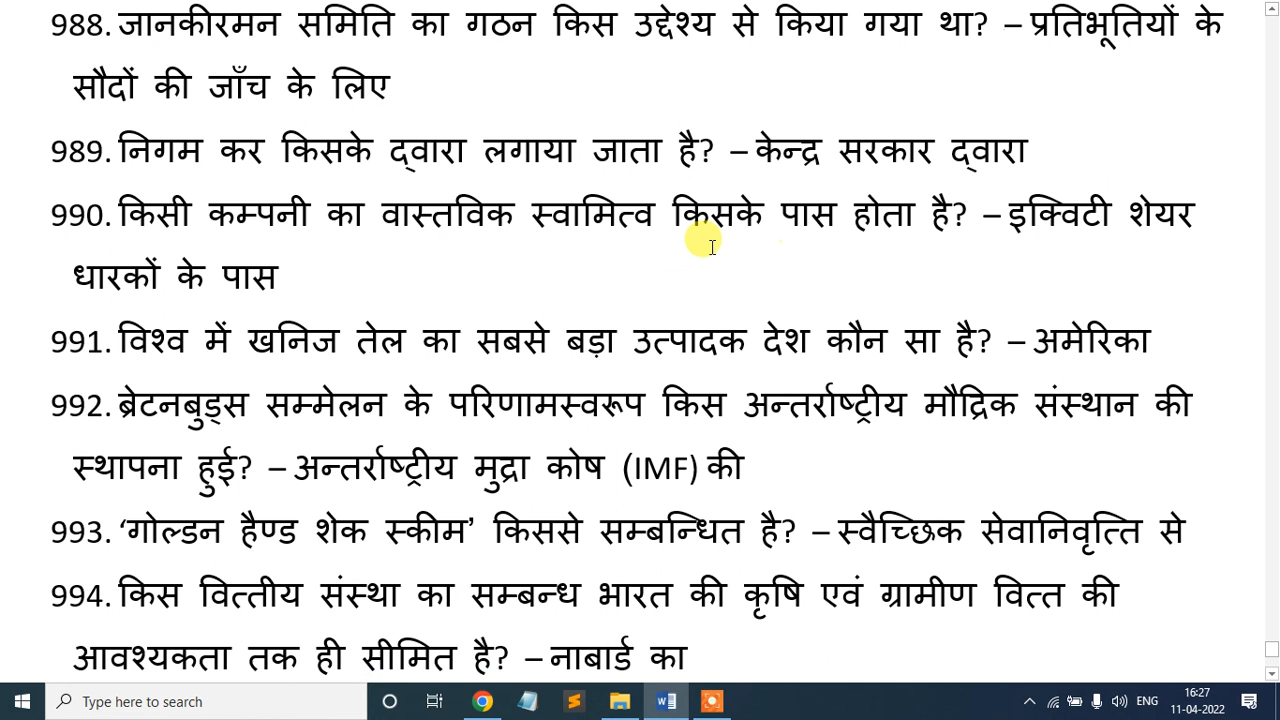 988. जानकीरमन समिति का गठन किस उद्देश्य से किया गया था? – प्रतिभूतियों के
सौदों की जाँच के लिए
989. निगम कर किसके द्वारा लगाया जाता है? – केन्द्र सरकार द्वारा
990. किसी कम्पनी का वास्तविक स्वामित्व किसके पास होता है? – इक्विटी शेयर
धारकों के पास
991. विश्व में खनिज तेल का सबसे बड़ा उत्पादक देश कौन सा है? – अमेरिका
992. ब्रेटनबुड्स सम्मेलन के परिणामस्वरूप किस अन्तर्राष्ट्रीय मौद्रिक संस्थान की
स्थापना हुई? – अन्तर्राष्ट्रीय मुद्रा कोष (IMF) की
993. ‘गोल्डन हैण्ड शेक स्कीम’ किससे सम्बन्धित है? – स्वैच्छिक सेवानिवृत्ति से
994. किस वित्तीय संस्था का सम्बन्ध भारत की कृषि एवं ग्रामीण वित्त की
आवश्यकता तक ही सीमित है? – नाबार्ड का
Type here to search
ENG
16:27
11-04-2022